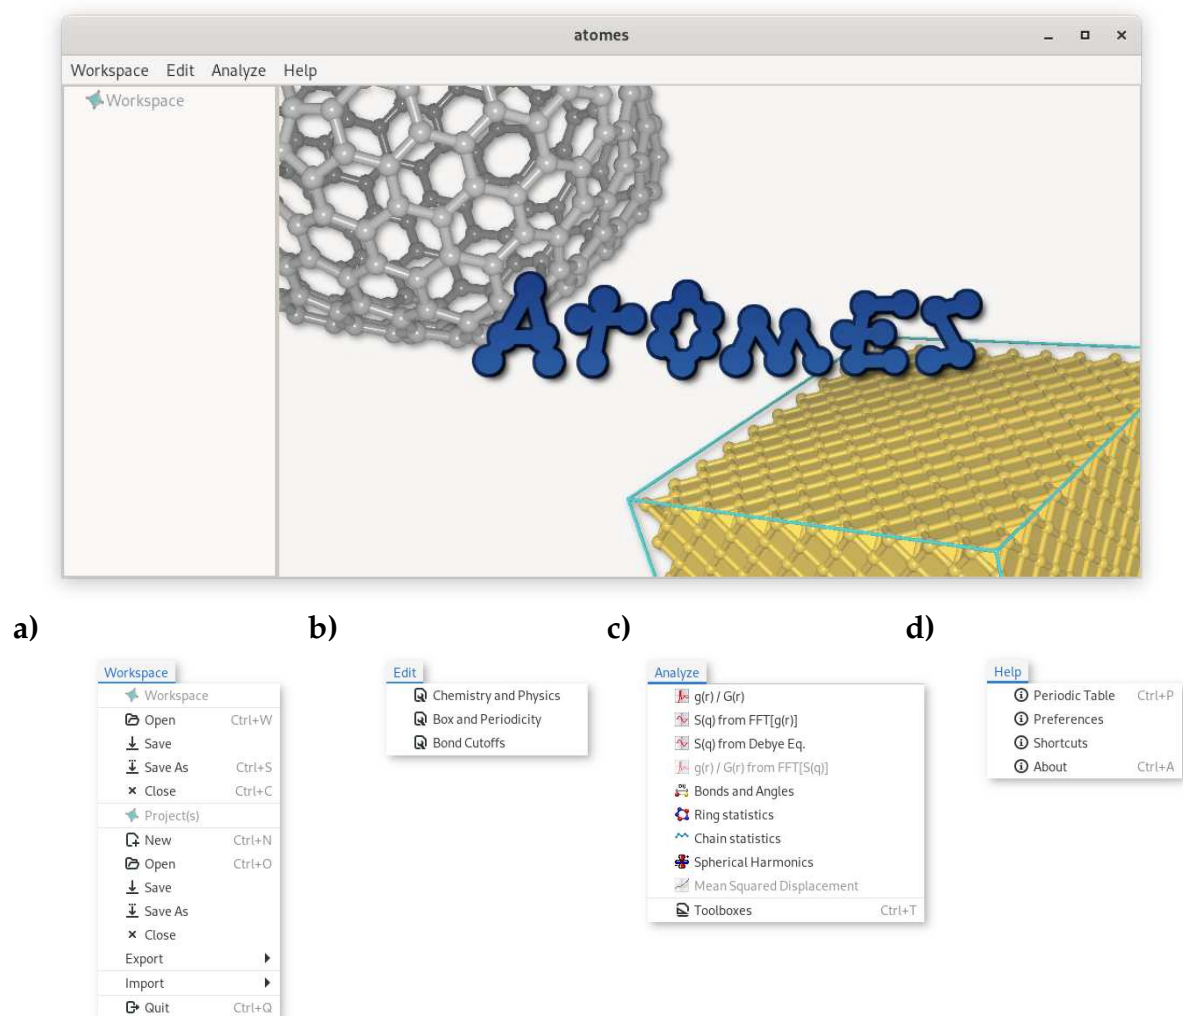 atomes
Workspace Edit Analyze Help
Workspace
AtOmES
a) b) c) d)
Workspace
Workspace
Open Ctrl+W
Save
Save As Ctrl+S
Close Ctrl+C
Project(s)
New Ctrl+N
Open Ctrl+O
Save
Save As
Close
Export
Import
Quit Ctrl+Q
Edit
Chemistry and Physics
Box and Periodicity
Bond Cutoffs
Analyze
g(r) / G(r)
S(q) from FFT[g(r)]
S(q) from Debye Eq.
g(r) / G(r) from FFT[S(q)]
Bonds and Angles
Ring statistics
Chain statistics
Spherical Harmonics
Mean Squared Displacement
Toolboxes Ctrl+T
Help
Periodic Table Ctrl+P
Preferences
Shortcuts
About Ctrl+A